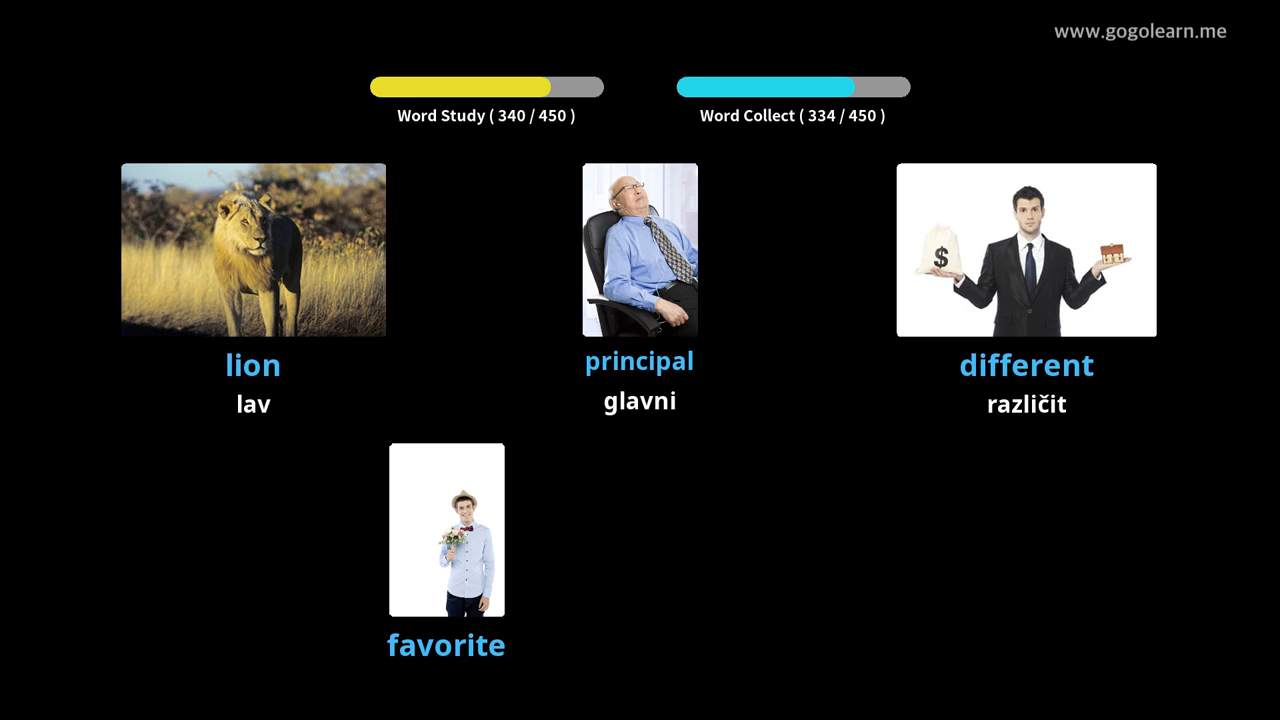 www.gogolearn.me
Word Study ( 340 / 450 )
Word Collect ( 334 / 450 )
$
lion
principal
different
lav
glavni
različit
favorite